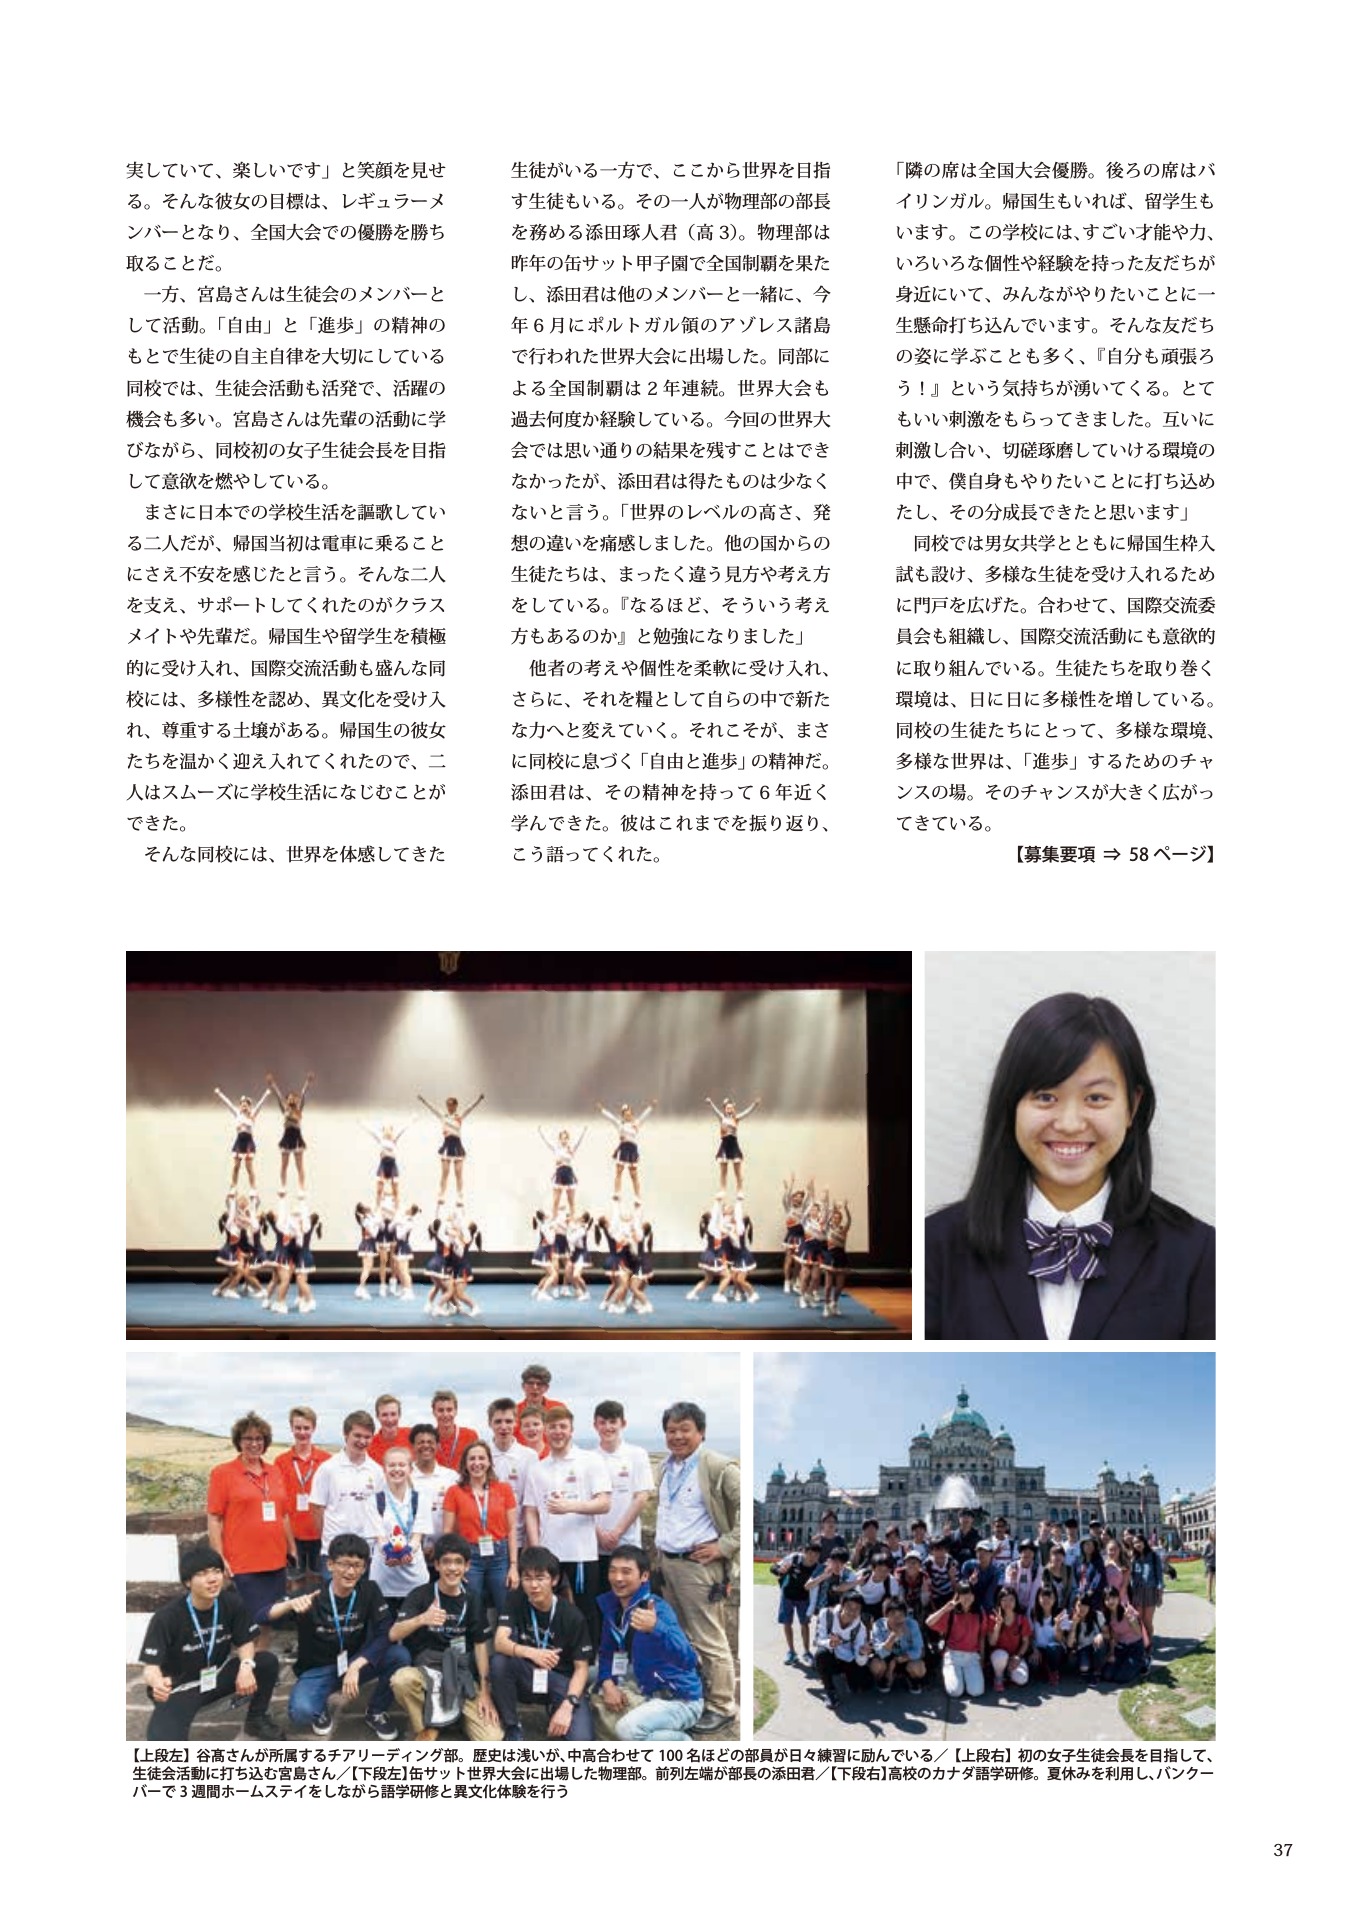 実していて、楽しいです」と笑顔を見せ
る。そんな彼女の目標は、レギュラーメ
ンバーとなり、全国大会での優勝を勝ち
取ることだ。
　一方、宮島さんは生徒会のメンバーと
して活動。「自由」と「進歩」の精神の
もとで生徒の自主自律を大切にしている
同校では、生徒会活動も活発で、活躍の
機会も多い。宮島さんは先輩の活動に学
びながら、同校初の女子生徒会長を目指
して意欲を燃やしている。
　まさに日本での学校生活を謳歌してい
る二人だが、帰国当初は電車に乗ること
にさえ不安を感じたと言う。そんな二人
を支え、サポートしてくれたのがクラス
メイトや先輩だ。帰国生や留学生を積極
的に受け入れ、国際交流活動も盛んな同
校には、多様性を認め、異文化を受け入
れ、尊重する土壌がある。帰国生の彼女
たちを温かく迎え入れてくれたので、二
人はスムーズに学校生活になじむことが
できた。
　そんな同校には、世界を体感してきた
生徒がいる一方で、ここから世界を目指
す生徒もいる。その一人が物理部の部長
を務める添田琢人君（高 3）。物理部は
昨年の缶サット甲子園で全国制覇を果た
し、添田君は他のメンバーと一緒に、今
年 6 月にポルトガル領のアゾレス諸島
で行われた世界大会に出場した。同部に
よる全国制覇は 2 年連続。世界大会も
過去何度か経験している。今回の世界大
会では思い通りの結果を残すことはでき
なかったが、添田君は得たものは少なく
ないと言う。「世界のレベルの高さ、発
想の違いを痛感しました。他の国からの
生徒たちは、まったく違う見方や考え方
をしている。『なるほど、そういう考え
方もあるのか』と勉強になりました」
　他者の考えや個性を柔軟に受け入れ、
さらに、それを糧として自らの中で新た
な力へと変えていく。それこそが、まさ
に同校に息づく「自由と進歩」の精神だ。
添田君は、その精神を持って 6 年近く
学んできた。彼はこれまでを振り返り、
こう語ってくれた。
「隣の席は全国大会優勝。後ろの席はバ
イリンガル。帰国生もいれば、留学生も
います。この学校には、すごい才能や力、
いろいろな個性や経験を持った友だちが
身近にいて、みんながやりたいことに一
生懸命打ち込んでいます。そんな友だち
の姿に学ぶことも多く、『自分も頑張ろ
う！』という気持ちが湧いてくる。とて
もいい刺激をもらってきました。互いに
刺激し合い、切磋琢磨していける環境の
中で、僕自身もやりたいことに打ち込め
たし、その分成長できたと思います」
　同校では男女共学とともに帰国生枠入
試も設け、多様な生徒を受け入れるため
に門戸を広げた。合わせて、国際交流委
員会も組織し、国際交流活動にも意欲的
に取り組んでいる。生徒たちを取り巻く
環境は、日に日に多様性を増している。
同校の生徒たちにとって、多様な環境、
多様な世界は、「進歩」するためのチャ
ンスの場。そのチャンスが大きく広がっ
てきている。
【募集要項 ⇒ 58 ページ】
【上段左】谷髙さんが所属するチアリーディング部。歴史は浅いが、中高合わせて 100 名ほどの部員が日々練習に励んでいる／【上段右】初の女子生徒会長を目指して、
生徒会活動に打ち込む宮島さん／【下段左】缶サット世界大会に出場した物理部。前列左端が部長の添田君／【下段右】高校のカナダ語学研修。夏休みを利用し、バンクー
バーで 3 週間ホームステイをしながら語学研修と異文化体験を行う
37